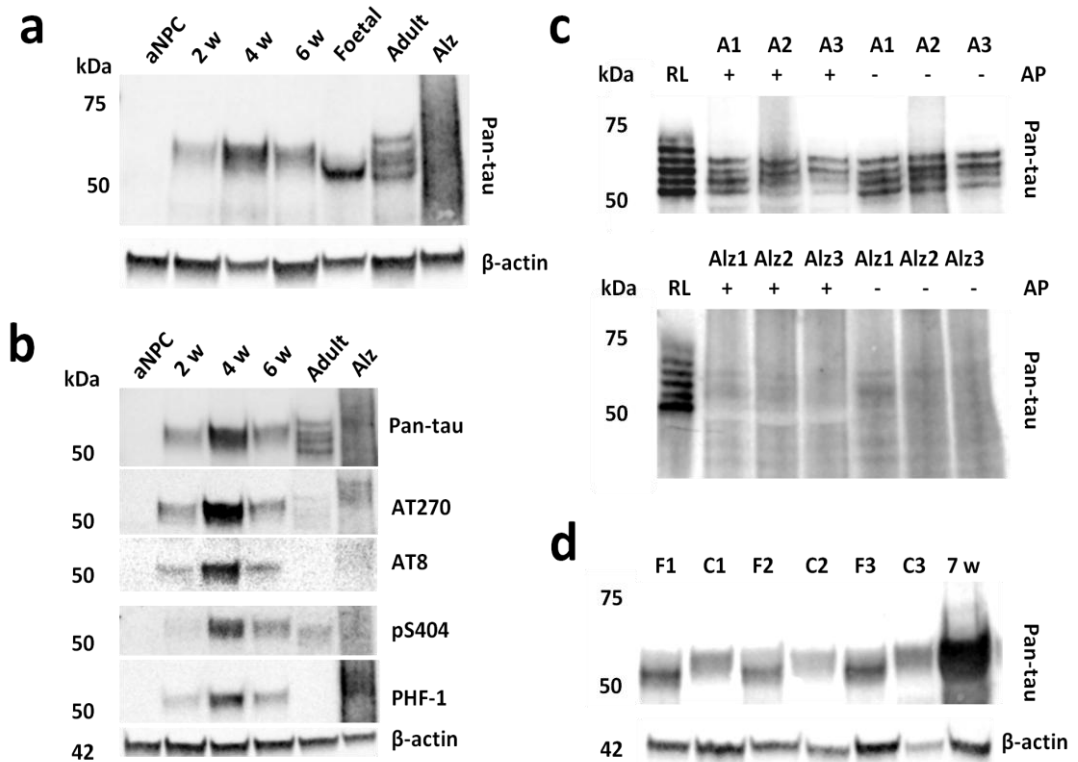 a
aNPC 2 w 4 w 6 w Foetal Adult Alz
kDa
75
50
Pan-tau
β-actin
b
aNPC 2 w 4 w 6 w Adult Alz
kDa
50 Pan-tau
50 AT270
50 AT8
50 pS404
50 PHF-1
42 β-actin
c
A1 A2 A3 A1 A2 A3
kDa RL + + + - - - AP
75
50
Pan-tau
Alz1 Alz2 Alz3 Alz1 Alz2 Alz3
kDa RL + + + - - - AP
75
50
Pan-tau
d
F1 C1 F2 C2 F3 C3 7 w
75
50
Pan-tau
42 β-actin